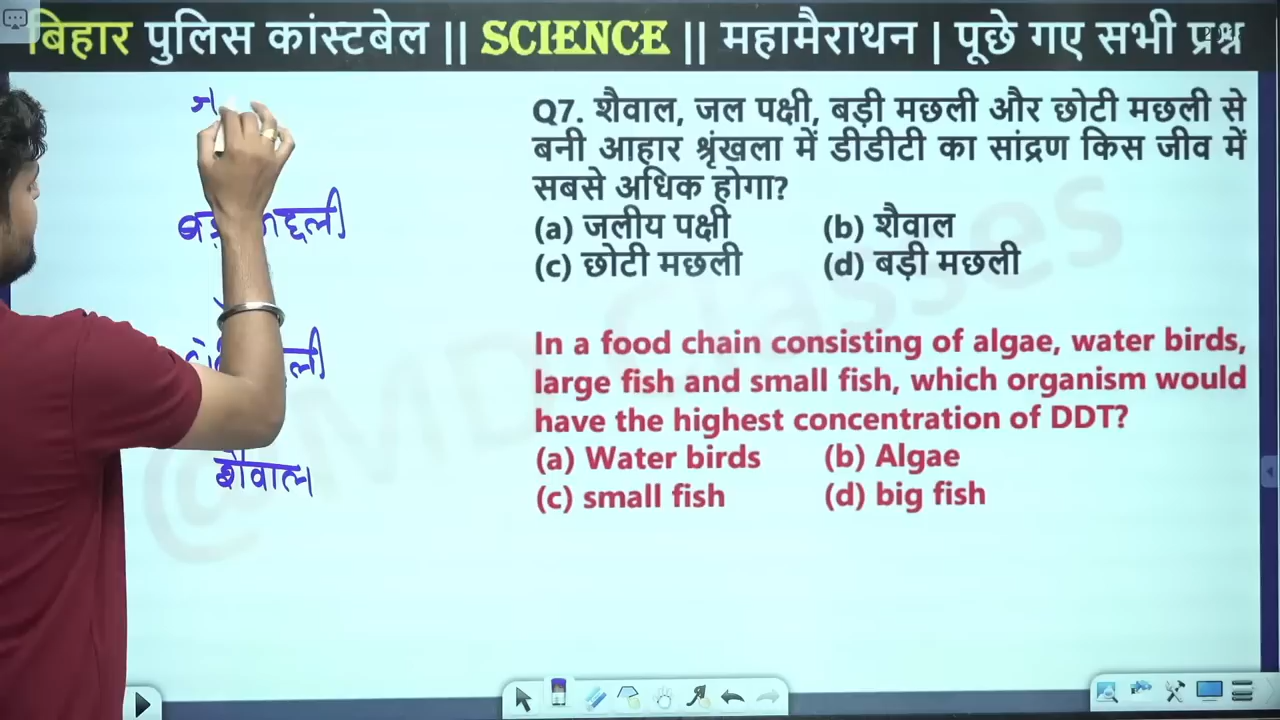 बिहार पुलिस कांस्टबेल || SCIENCE || महामैराथन | पूछे गए सभी प्रश्न
Q7. शैवाल, जल पक्षी, बड़ी मछली और छोटी मछली से
बनी आहार श्रृंखला में डीडीटी का सांद्रण किस जीव में
सबसे अधिक होगा?
(a) जलीय पक्षी (b) शैवाल
(c) छोटी मछली (d) बड़ी मछली
In a food chain consisting of algae, water birds,
large fish and small fish, which organism would
have the highest concentration of DDT?
(a) Water birds (b) Algae
(c) small fish (d) big fish
शैवाल